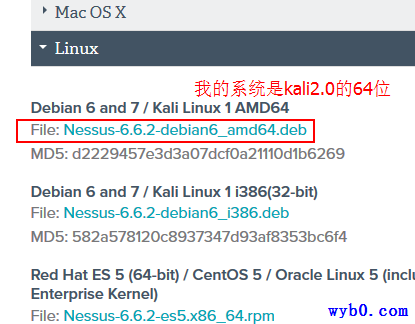 Mac OS X
Linux
我的系统是kali2.0的64位
Debian 6 and 7 / Kali Linux 1 AMD64
File: Nessus-6.6.2-debian6_amd64.deb
MD5: d2229457e3d3a07dcf0a21110d1b6269
Debian 6 and 7 / Kali Linux 1 i386(32-bit)
File: Nessus-6.6.2-debian6_i386.deb
MD5: 582a578120c8937347d93af8353bc6f4
Red Hat ES 5 (64-bit) / CentOS 5 / Oracle Linux 5 (inclu
Enterprise Kernel)
File: Nessus-6.6.2-es5.x86_64.rpm
wyb0.com